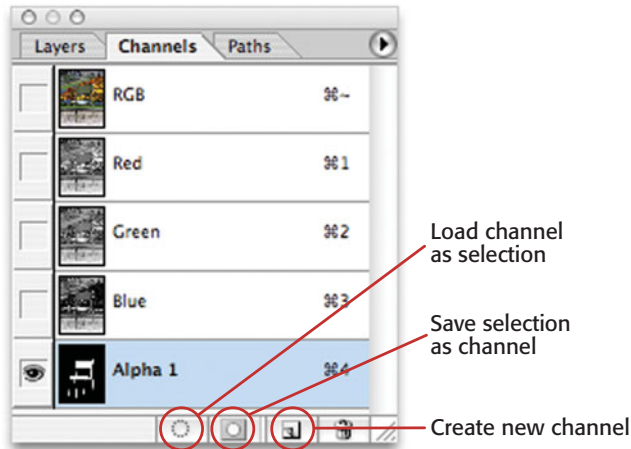 Layers Channels Paths
RGB ⌘~
Red ⌘1
Green ⌘2
Blue ⌘3
Alpha 1 ⌘4
Load channel
as selection
Save selection
as channel
Create new channel